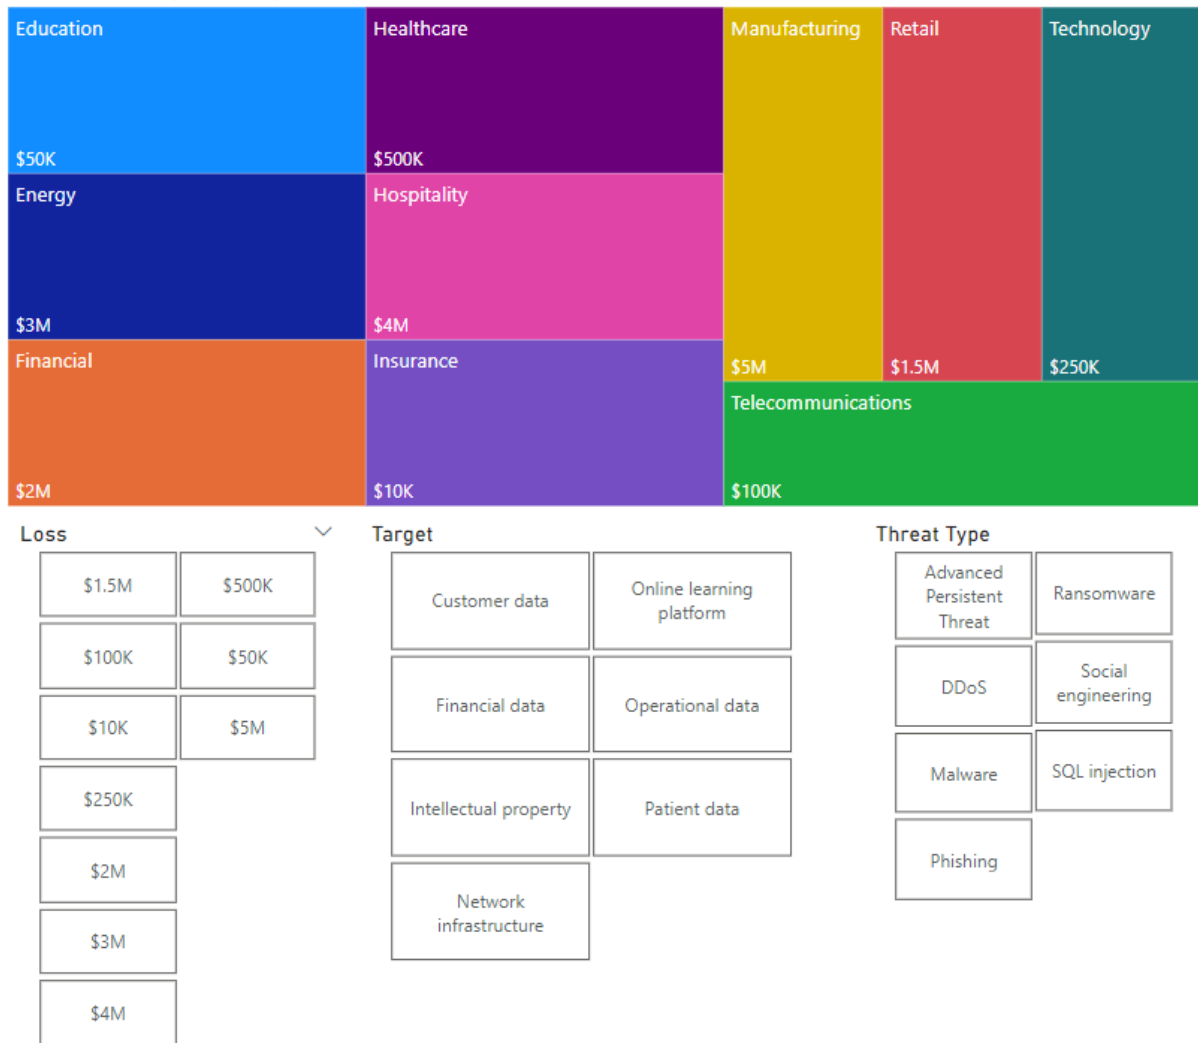 Education
$50K
Healthcare
$500K
Manufacturing
$5M
Retail
$1.5M
Technology
$250K
Energy
$3M
Hospitality
$4M
Financial
$2M
Insurance
$10K
Telecommunications
$100K
Loss
$1.5M
$500K
$100K
$50K
$10K
$5M
$250K
$2M
$3M
$4M
Target
Customer data
Online learning
platform
Financial data
Operational data
Intellectual property
Patient data
Network
infrastructure
Threat Type
Advanced
Persistent
Threat
Ransomware
DDoS
Social
engineering
Malware
SQL injection
Phishing